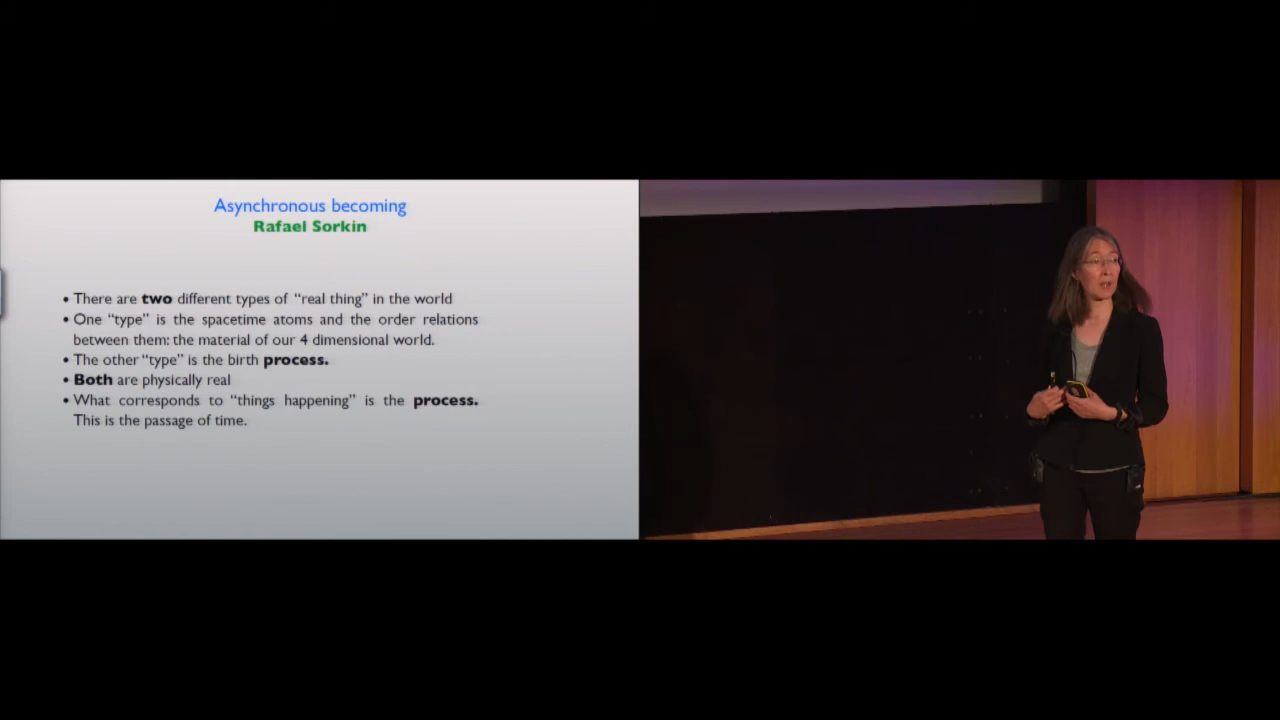 Asynchronous becoming
Rafael Sorkin
• There are two different types of “real thing” in the world
• One “type” is the spacetime atoms and the order relations
between them: the material of our 4 dimensional world.
• The other “type” is the birth process.
• Both are physically real
• What corresponds to “things happening” is the process.
This is the passage of time.